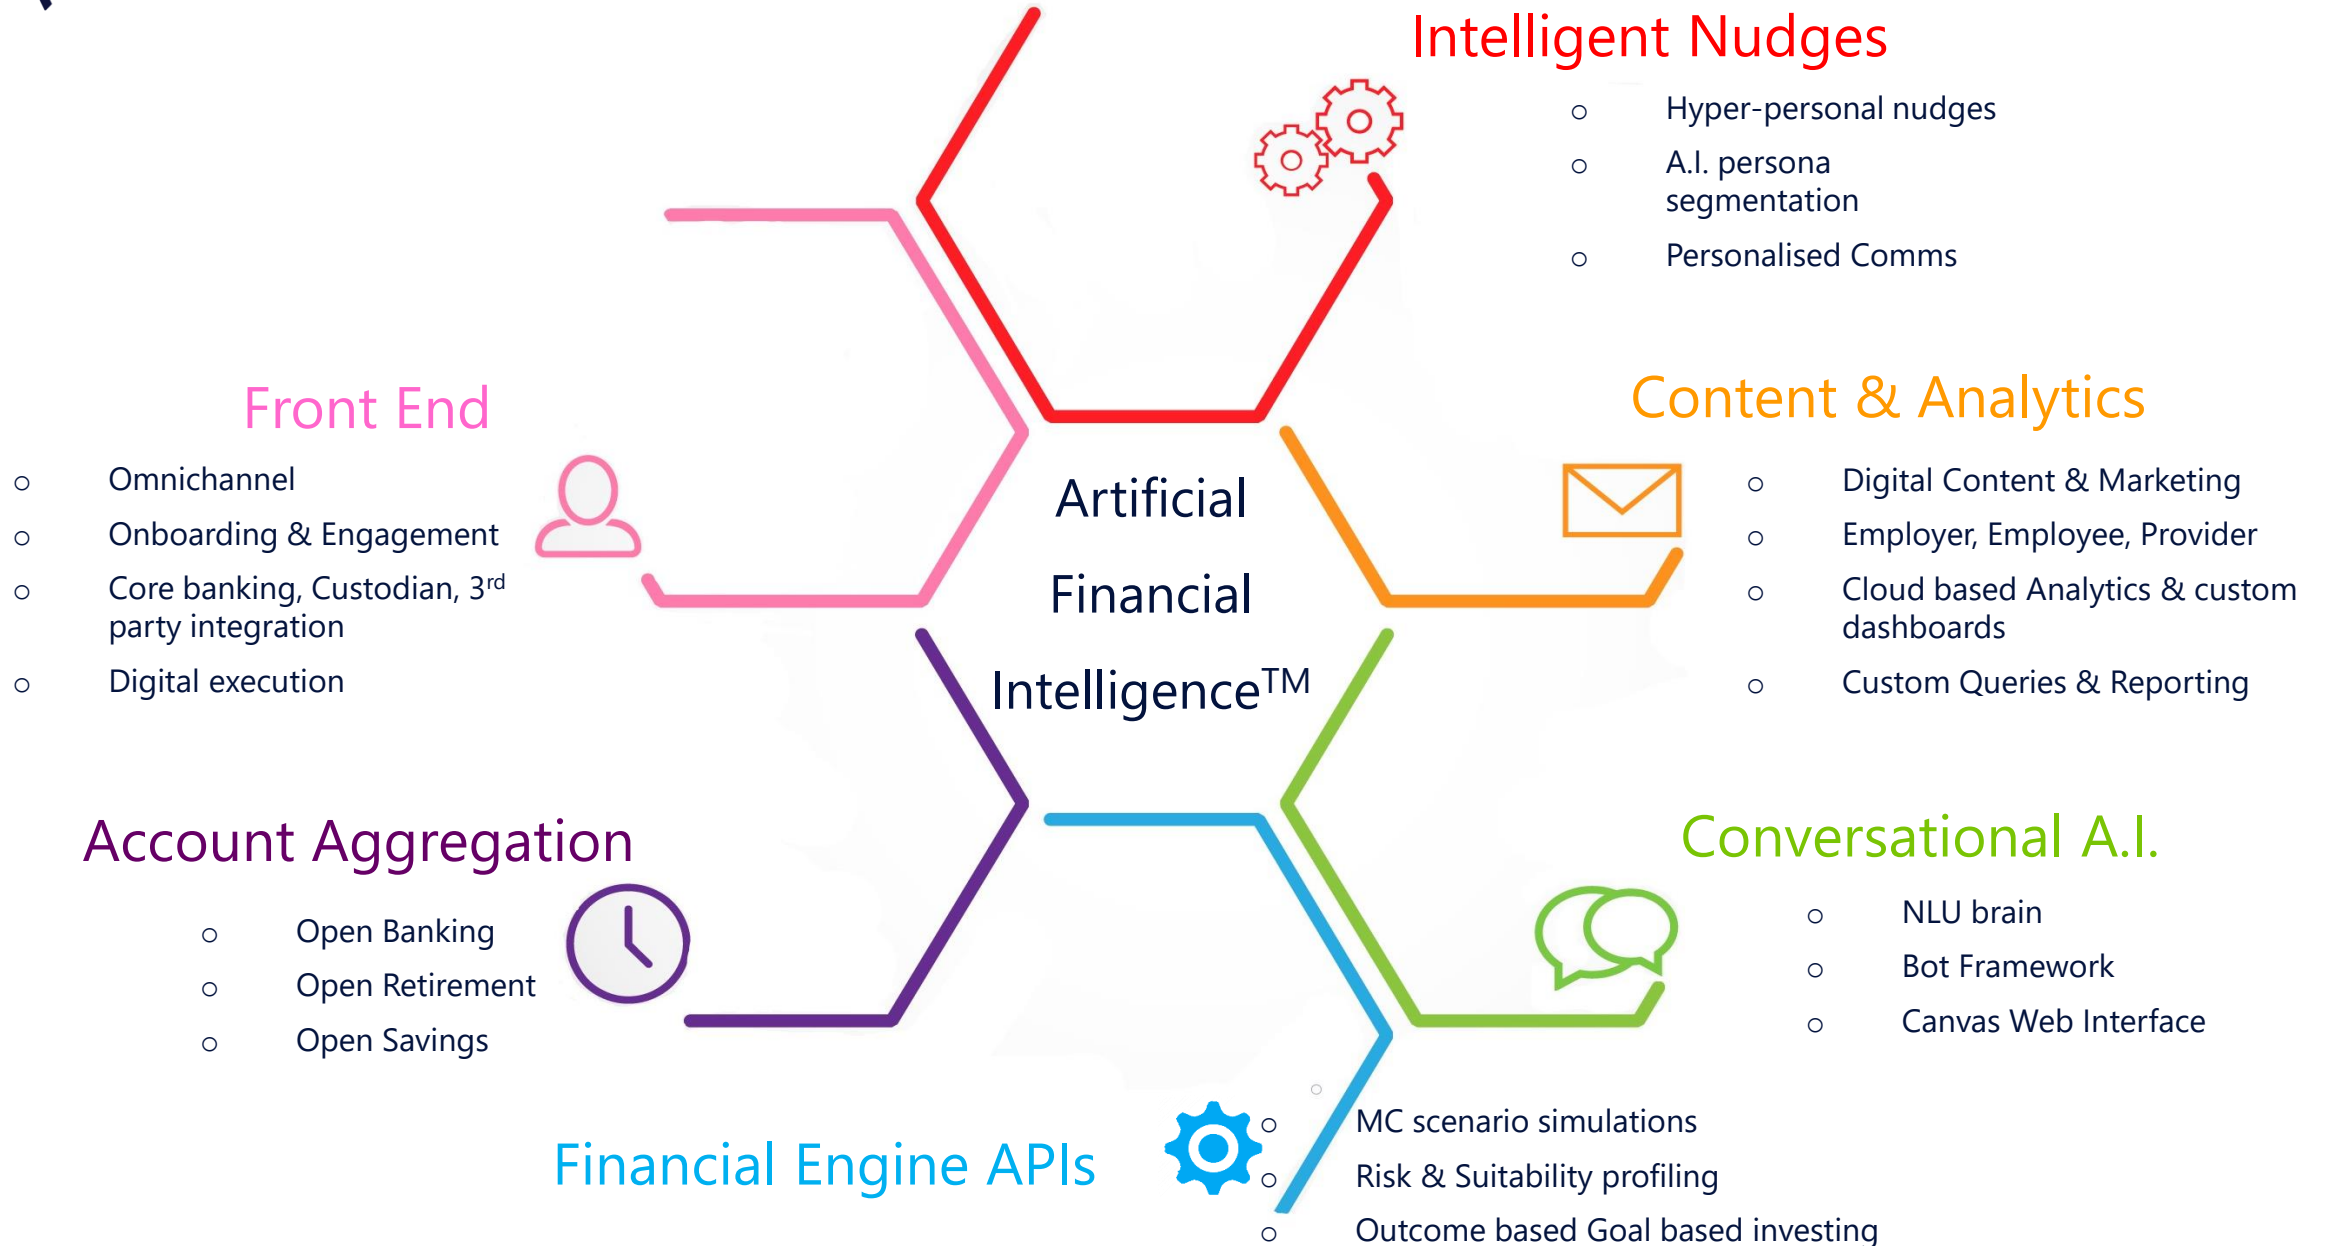 Intelligent Nudges
Hyper-personal nudges
A.I. persona
segmentation
Personalised Comms
Front End
Omnichannel
Onboarding & Engagement
Core banking, Custodian, 3rd
party integration
Digital execution
Artificial
Financial
Intelligence™
Content & Analytics
Digital Content & Marketing
Employer, Employee, Provider
Cloud based Analytics & custom
dashboards
Custom Queries & Reporting
Account Aggregation
Open Banking
Open Retirement
Open Savings
Conversational A.I.
NLU brain
Bot Framework
Canvas Web Interface
Financial Engine APIs
MC scenario simulations
Risk & Suitability profiling
Outcome based Goal based investing